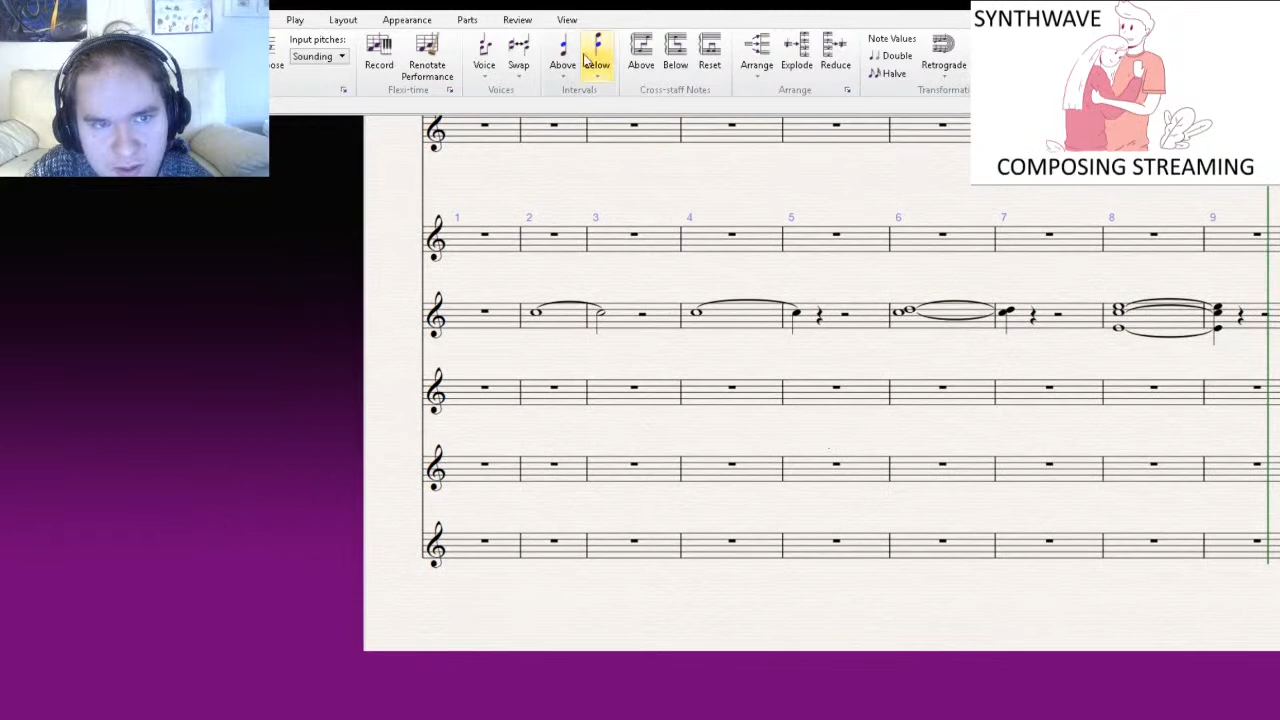 Play Layout Appearance Parts Review View
Input pitches:
Sounding
Record Renotate Performance
Flexi-time
Voice Swap
Voices
Above Below
Intervals
Above Below Reset
Cross-staff Notes
Arrange Explode Reduce
Arrange
Note Values
Double
Halve
Retrograde
SYNTHWAVE
COMPOSING STREAMING
1 2 3 4 5 6 7 8 9